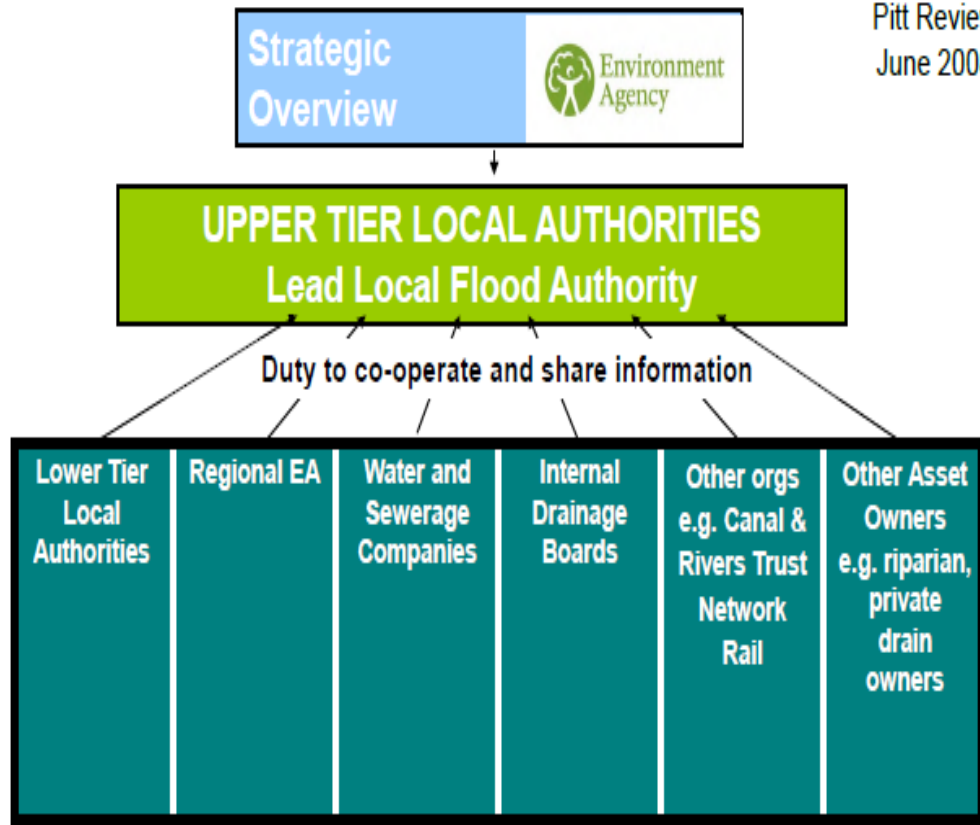 Pitt Revie
June 200
Strategic
Overview
Environment
Agency
UPPER TIER LOCAL AUTHORITIES
Lead Local Flood Authority
Duty to co-operate and share information
Lower Tier
Local
Authorities
Regional EA
Water and
Sewerage
Companies
Internal
Drainage
Boards
Other orgs
e.g. Canal &
Rivers Trust
Network
Rail
Other Asset
Owners
e.g. riparian,
private
drain
owners